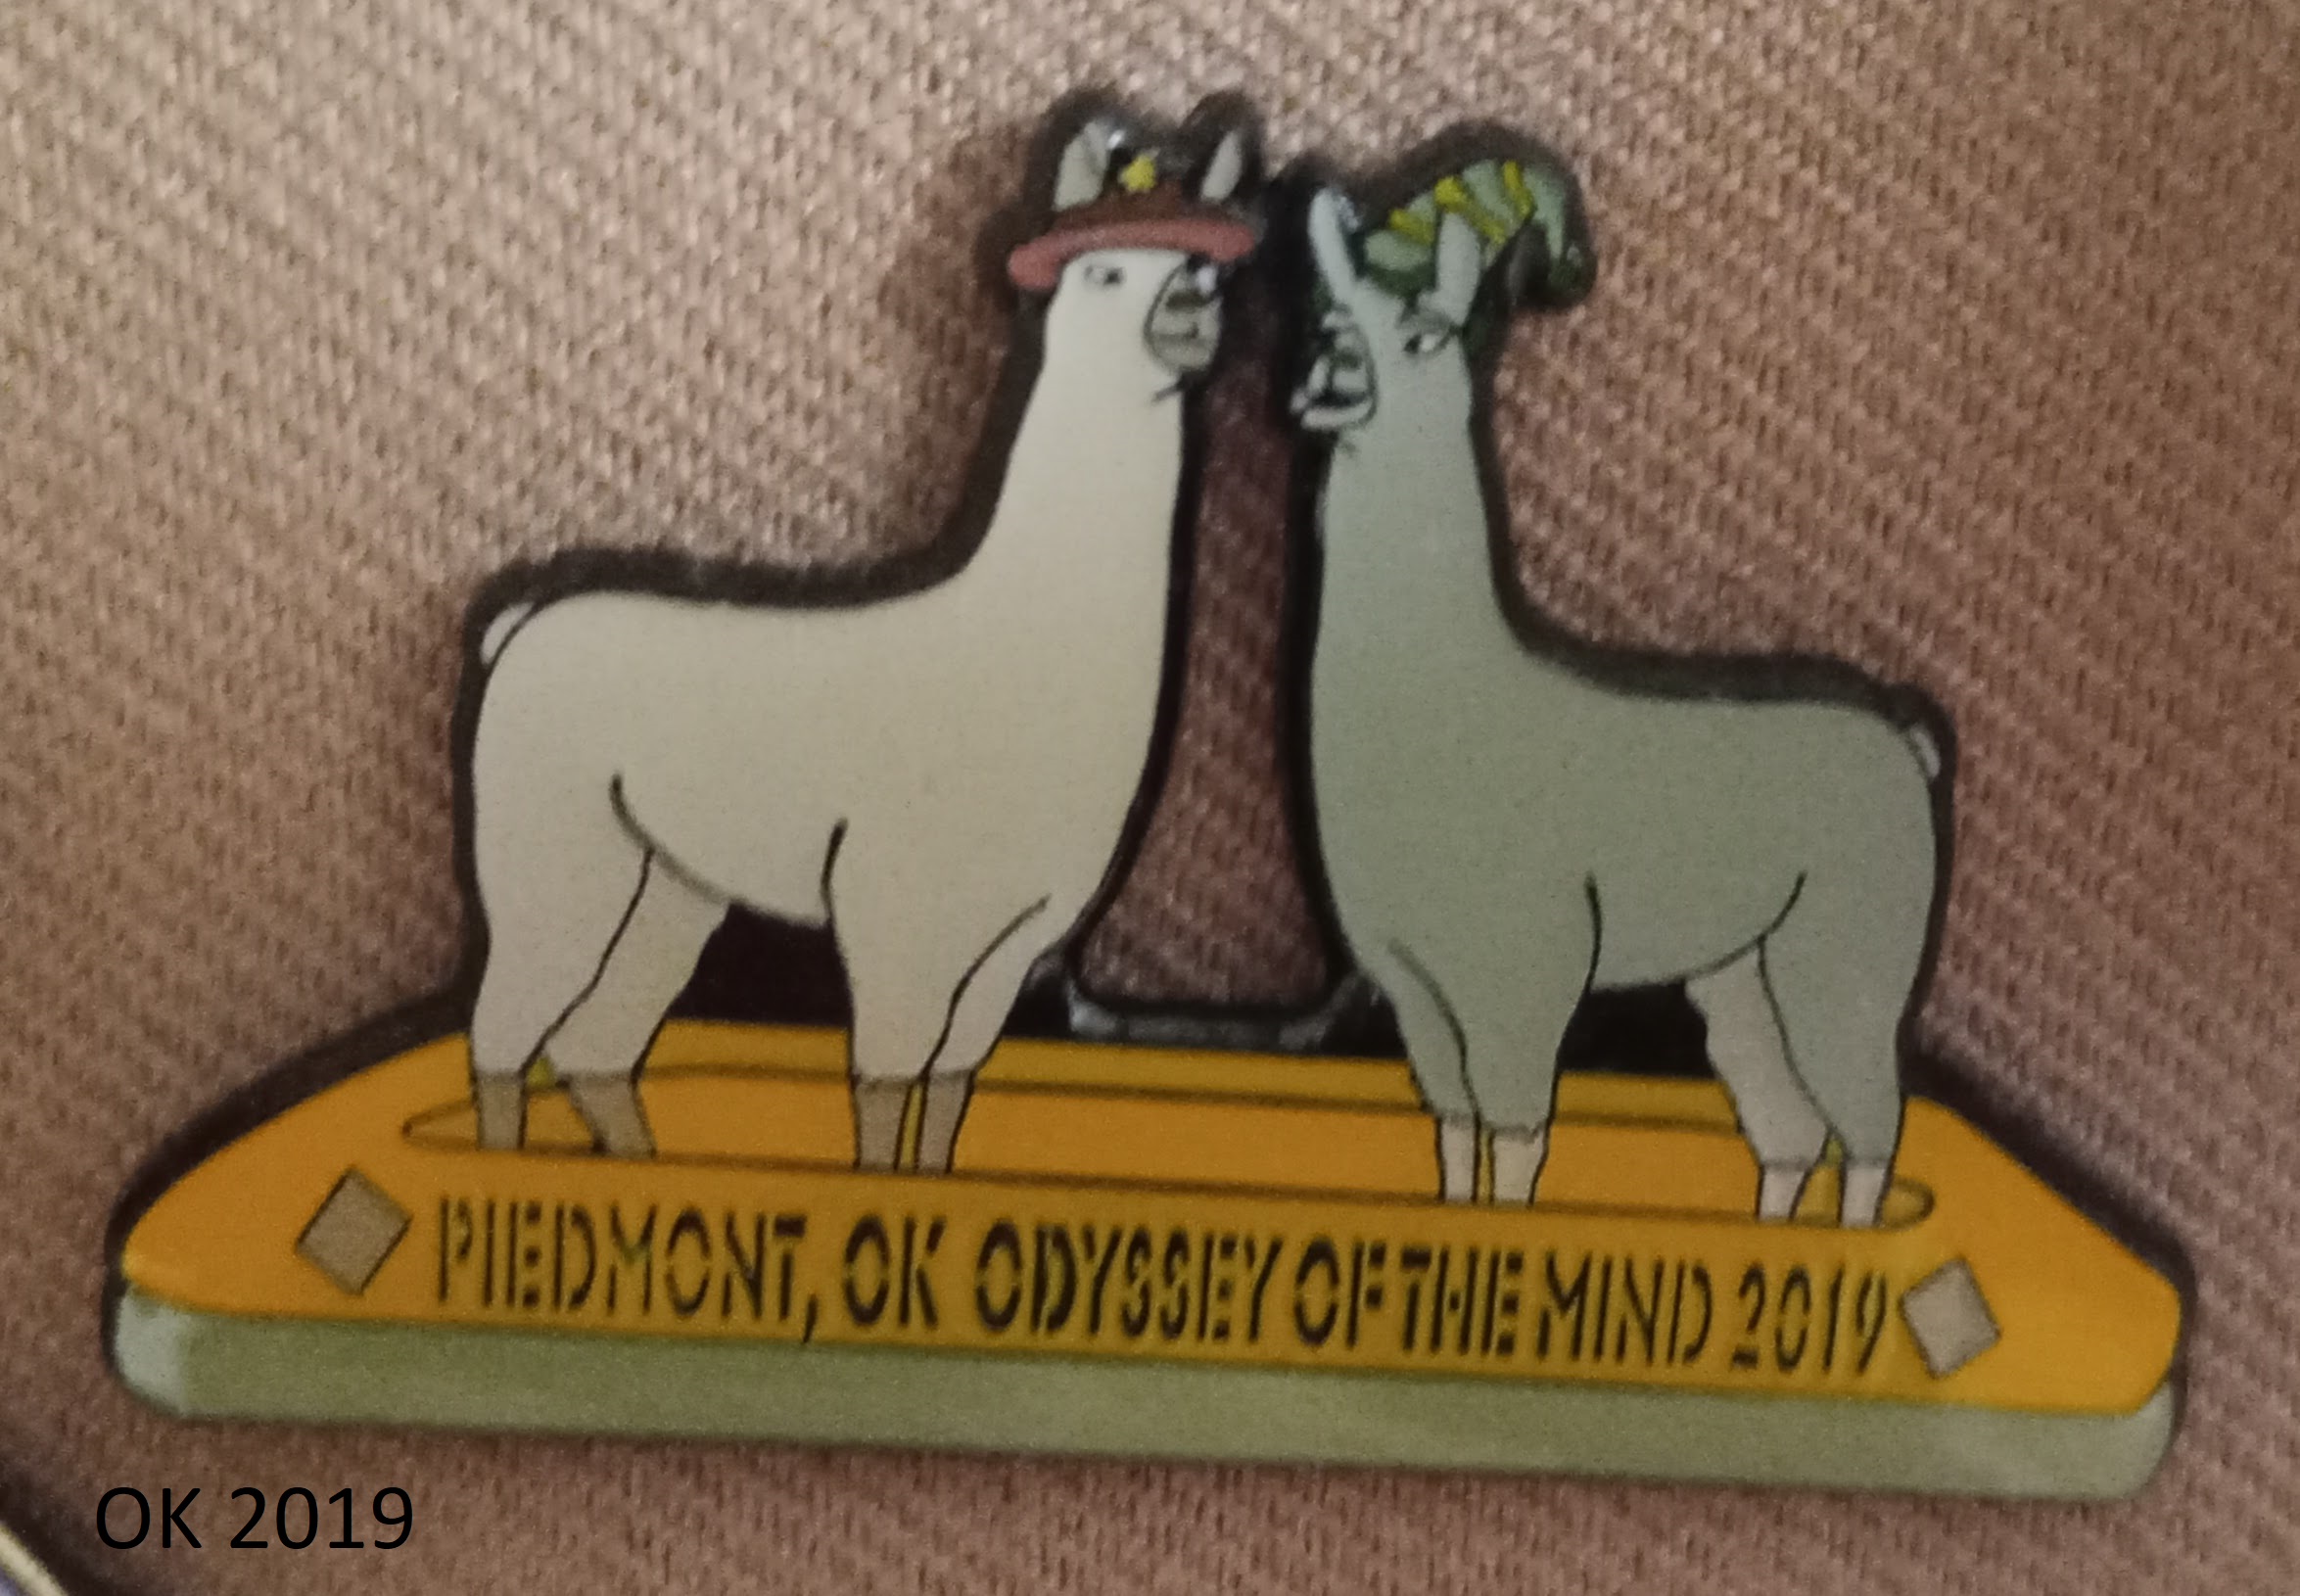 PIEDMONT, OK ODYSSEY OF THE MIND 2019
OK 2019